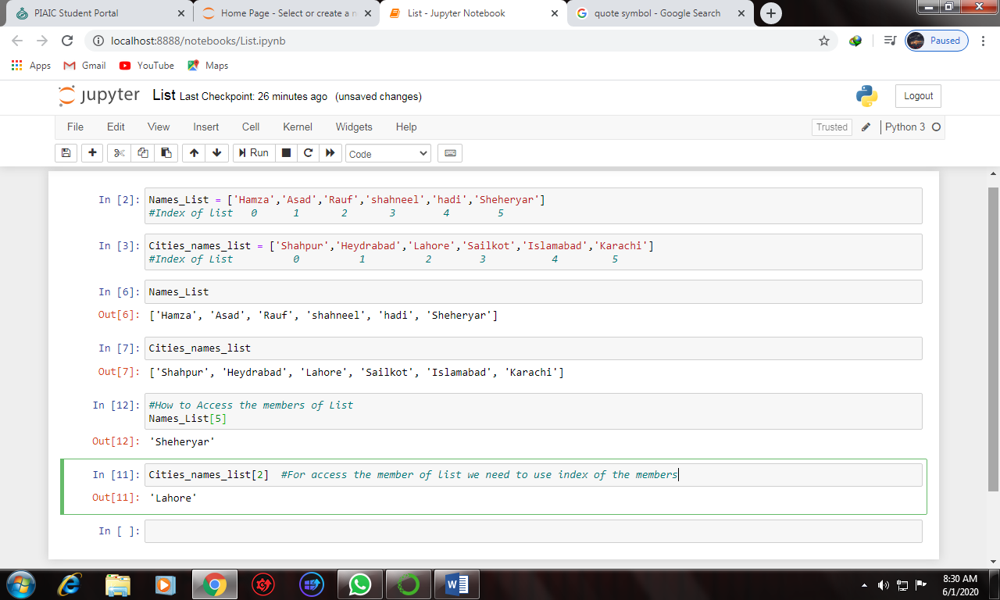 PIAIC Student Portal
Home Page - Select or create a n
List - Jupyter Notebook
quote symbol - Google Search
localhost:8888/notebooks/List.ipynb
Paused
Apps Gmail YouTube Maps
jupyter List Last Checkpoint: 26 minutes ago (unsaved changes)
Logout
File Edit View Insert Cell Kernel Widgets Help
Trusted Python 3
Run Code
In [2]: Names_List = ['Hamza','Asad','Rauf','shahneel','hadi','Sheheryar']
#Index of list 0 1 2 3 4 5
In [3]: Cities_names_list = ['Shahpur','Heydrabad','Lahore','Sailkot','Islamabad','Karachi']
#Index of List 0 1 2 3 4 5
In [6]: Names_List
Out[6]: ['Hamza', 'Asad', 'Rauf', 'shahneel', 'hadi', 'Sheheryar']
In [7]: Cities_names_list
Out[7]: ['Shahpur', 'Heydrabad', 'Lahore', 'Sailkot', 'Islamabad', 'Karachi']
In [12]: #How to Access the members of List
Names_List[5]
Out[12]: 'Sheheryar'
In [11]: Cities_names_list[2] #For access the member of list we need to use index of the members
Out[11]: 'Lahore'
In [ ]:
8:30 AM
6/1/2020